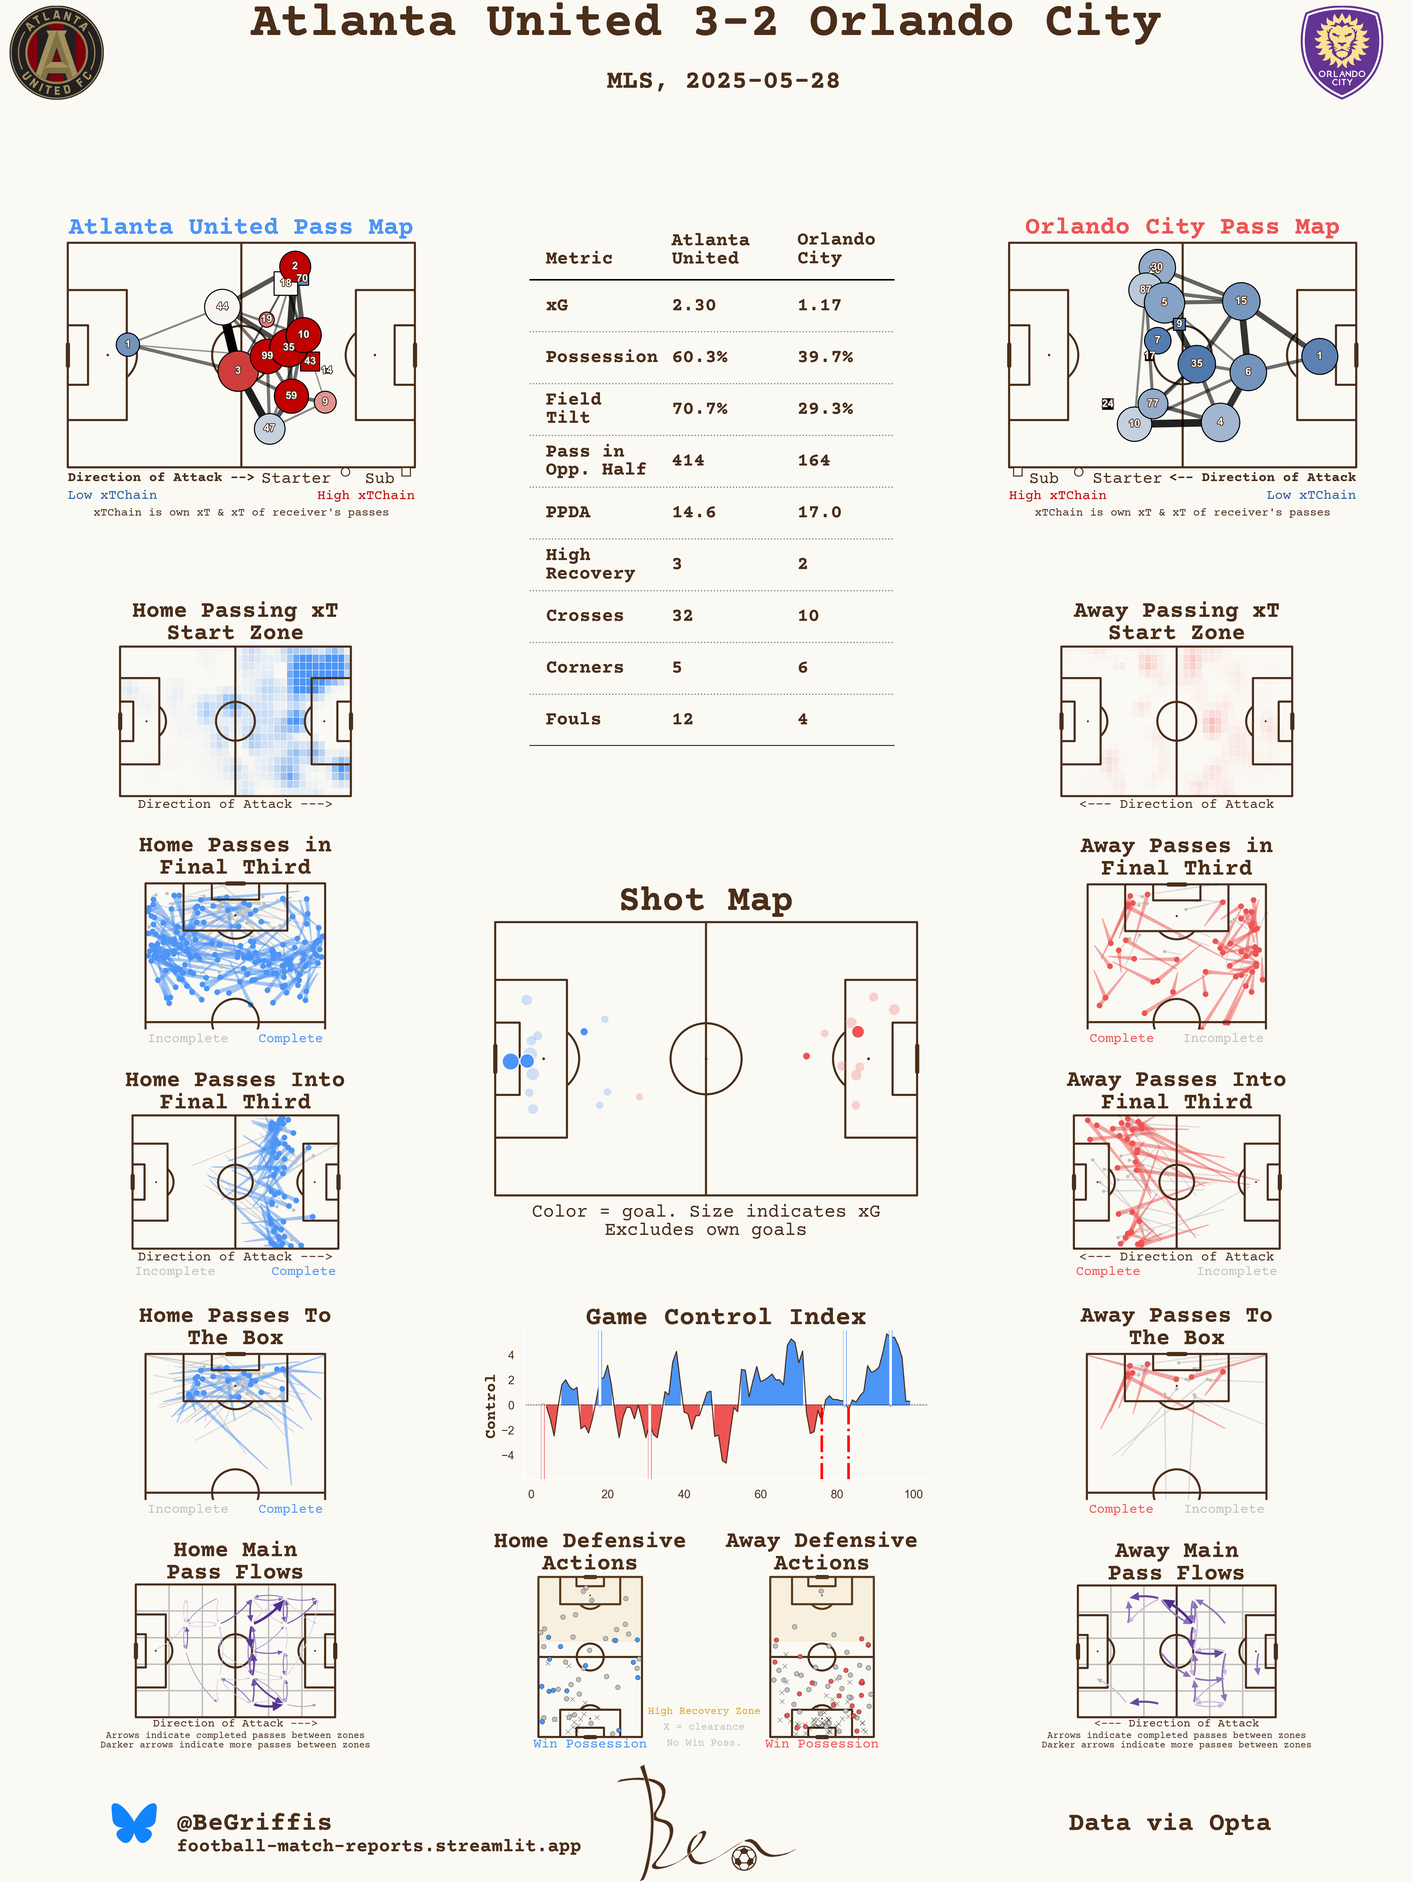 Atlanta United 3-2 Orlando City
MLS, 2025-05-28
ATLANTA
UNITED FC
A
ORLANDO
CITY
Atlanta United Pass Map
2
18
70
44
19
10
1
35
99
43
3
14
59
9
47
Direction of Attack --> Starter Sub
Low xTChain High xTChain
xTChain is own xT & xT of receiver's passes
Metric Atlanta United Orlando City
xG 2.30 1.17
Possession 60.3% 39.7%
Field Tilt 70.7% 29.3%
Pass in Opp. Half 414 164
PPDA 14.6 17.0
High Recovery 3 2
Crosses 32 10
Corners 5 6
Fouls 12 4
Orlando City Pass Map
30
87
5
15
9
7
17
1
35
6
24
77
10
4
Sub Starter <-- Direction of Attack
High xTChain Low xTChain
xTChain is own xT & xT of receiver's passes
Home Passing xT
Start Zone
Direction of Attack --->
Away Passing xT
Start Zone
<--- Direction of Attack
Home Passes in
Final Third
Incomplete Complete
Away Passes in
Final Third
Complete Incomplete
Shot Map
Color = goal. Size indicates xG
Excludes own goals
Home Passes Into
Final Third
Direction of Attack --->
Incomplete Complete
Away Passes Into
Final Third
<--- Direction of Attack
Complete Incomplete
Home Passes To
The Box
Incomplete Complete
Game Control Index
Control
4
2
0
−2
−4
0 20 40 60 80 100
Away Passes To
The Box
Complete Incomplete
Home Main
Pass Flows
Direction of Attack --->
Arrows indicate completed passes between zones
Darker arrows indicate more passes between zones
Home Defensive
Actions
Win Possession
High Recovery Zone
X = clearance
No Win Poss.
Away Defensive
Actions
Win Possession
Away Main
Pass Flows
<--- Direction of Attack
Arrows indicate completed passes between zones
Darker arrows indicate more passes between zones
@BeGriffis
football-match-reports.streamlit.app
Ben
Data via Opta